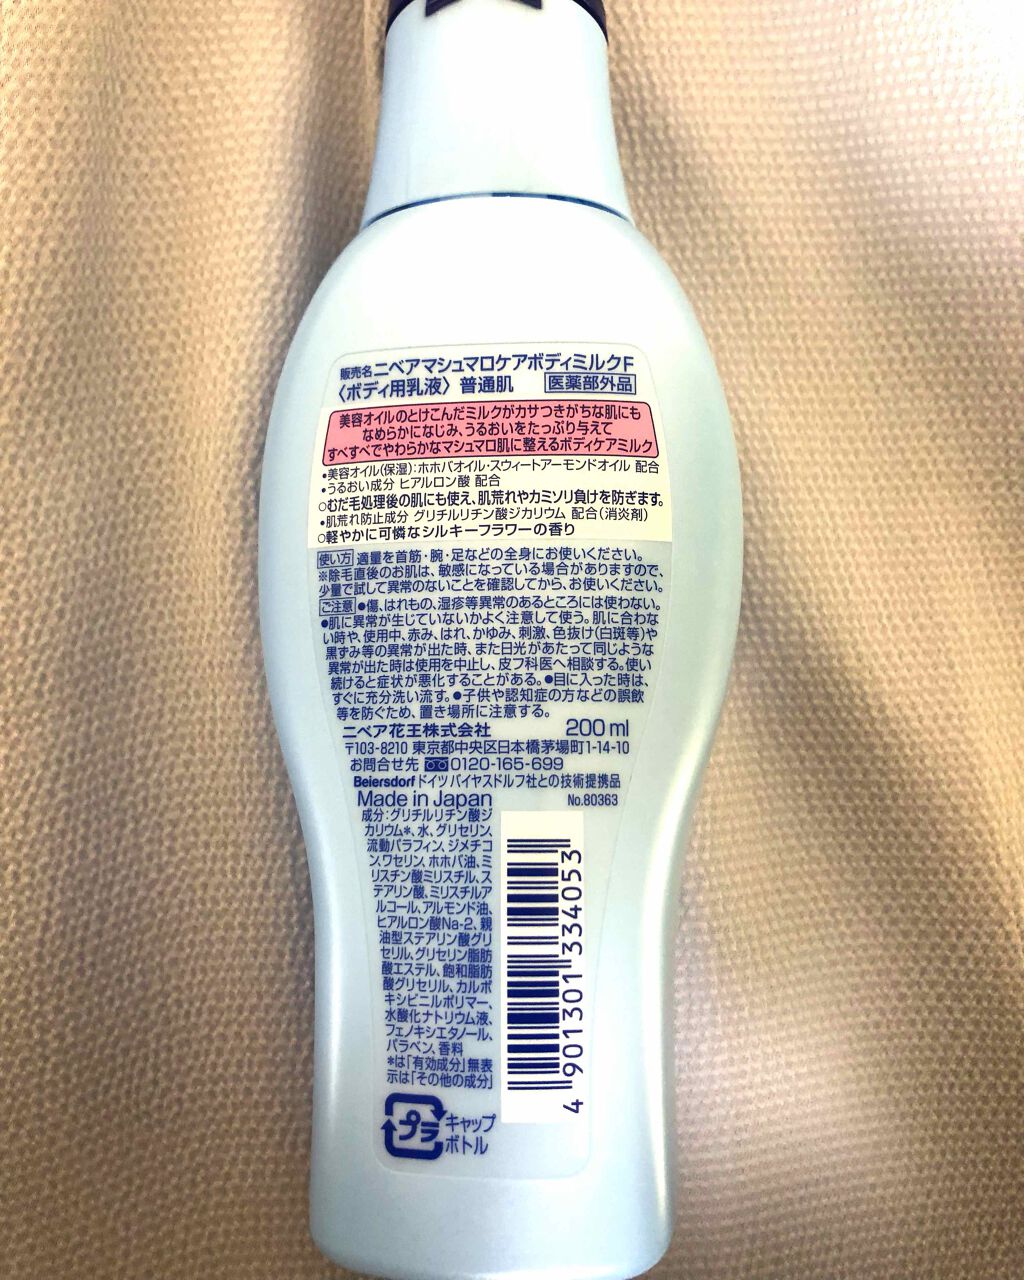 販売名ニベアマシュマロケアボディミルクF
〈ボディ用乳液〉普通肌 医薬部外品
美容オイルのとけこんだミルクがカサつきがちな肌にも
なめらかになじみ、うるおいをたっぷり与えて
すべすべでやわらかなマシュマロ肌に整えるボディケアミルク
•美容オイル(保湿):ホホバオイル・スウィートアーモンドオイル 配合
•うるおい成分 ヒアルロン酸 配合
○むだ毛処理後の肌にも使え、肌荒れやカミソリ負けを防ぎます。
•肌荒れ防止成分 グリチルリチン酸ジカリウム 配合(消炎剤)
○軽やかに可憐なシルキーフラワーの香り
使い方 適量を首筋・腕・足などの全身にお使いください。
※除毛直後のお肌は、敏感になっている場合がありますので、
少量で試して異常のないことを確認してから、お使いください。
ご注意 ●傷、はれもの、湿疹等異常のあるところには使わない。
●肌に異常が生じていないかよく注意して使う。肌に合わな
い時や、使用中、赤み、はれ、かゆみ、刺激、色抜け(白斑等)や
黒ずみ等の異常が出た時、また日光があたって同じような
異常が出た時は使用を中止し、皮フ科医へ相談する。使い
続けると症状が悪化することがある。●目に入った時は、
すぐに充分洗い流す。●子供や認知症の方などの誤飲
等を防ぐため、置き場所に注意する。
ニベア花王株式会社 200ml
〒103-8210 東京都中央区日本橋茅場町1-14-10
お問合せ先 0120-165-699
Beiersdorfドイツバイヤスドルフ社との技術提携品
Made in Japan No.80363
成分:グリチルリチン酸ジ
カリウム*、水、グリセリン、
流動パラフィン、ジメチコ
ン、ワセリン、ホホバ油、ミ
リスチン酸ミリスチル、ス
テアリン酸、ミリスチルア
ルコール、アルモンド油、
ヒアルロン酸Na-2、親
油型ステアリン酸グリ
セリル、グリセリン脂肪
酸エステル、飽和脂肪
酸グリセリル、カルボ
キシビニルポリマー、
水酸化ナトリウム液、
フェノキシエタノール、
パラベン、香料
*は「有効成分」無表
示は「その他の成分」
4 901301 334053
プラ キャップ
ボトル